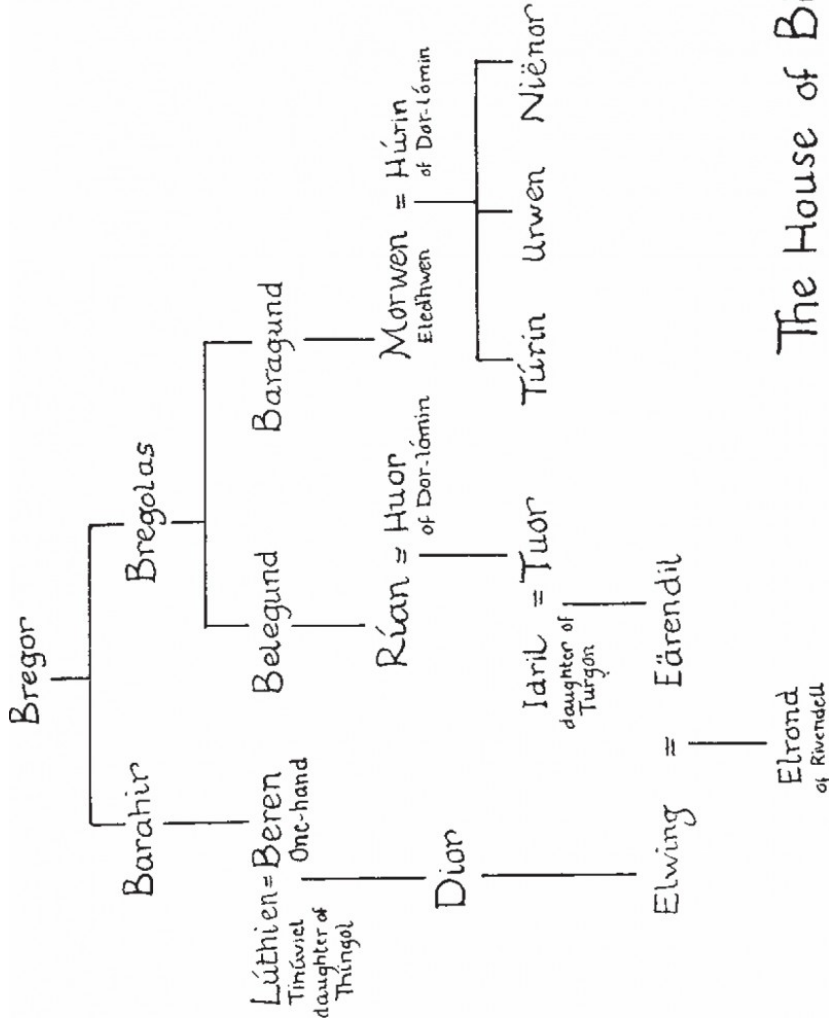 Bregor
Barahir Bregolas
Belegund Baragund
Lúthien = Beren
Tinúviel One-hand
daughter of
Thingol
Rían = Huor
of Dor-lómin
Morwen = Húrin
Eledhwen of Dor-lómin
Dior
Idril = Tuor
daughter of
Turgon
Túrin Urwen Niënor
Elwing = Eärendil
Elrond
of Rivendell
The House of B